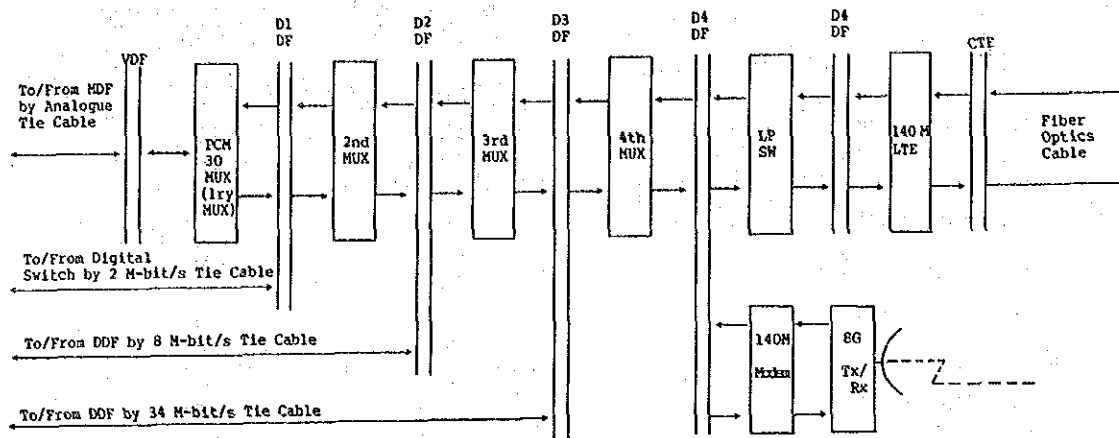 D1
DF
D2
DF
D3
DF
D4
DF
D4
DF
VDF
CTE
To/From MDF
by Analogue
Tie Cable
PCM
30
MUX
(1ry
MUX)
2nd
MUX
3rd
MUX
4th
MUX
LP
SW
140 M
LTE
Fiber
Optics
Cable
To/From Digital
Switch by 2 M-bit/s Tie Cable
To/From DDF by 8 M-bit/s Tie Cable
To/From DDF by 34 M-bit/s Tie Cable
140M
Modem
8G
Tx/
Rx